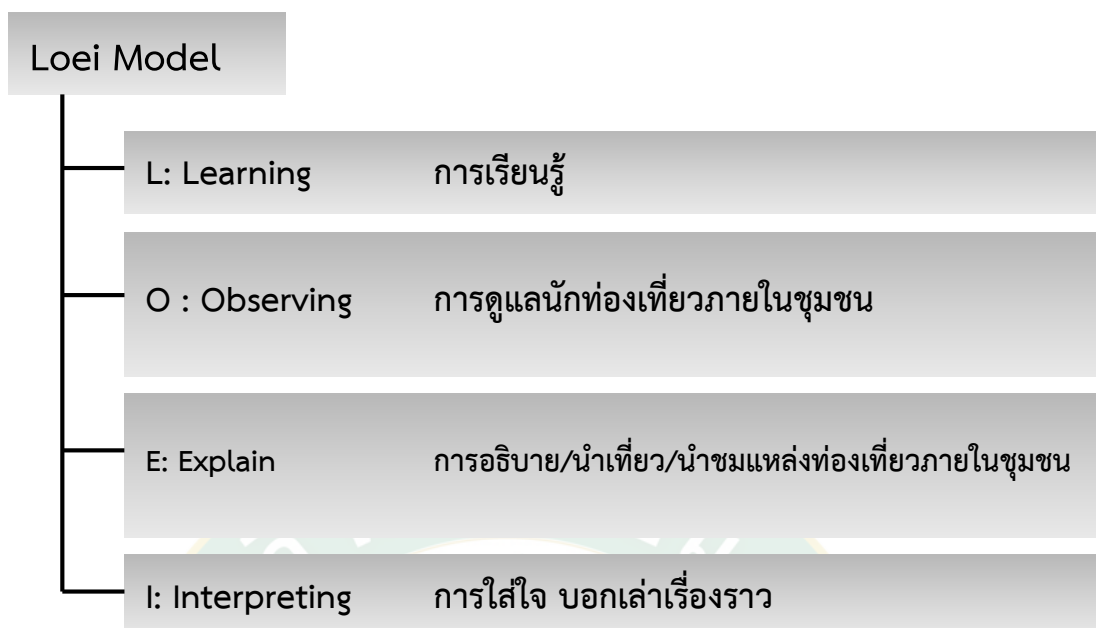 Loei Model
L: Learning การเรียนรู้
O : Observing การดูแลนักท่องเที่ยวภายในชุมชน
E: Explain การอธิบาย/นำเที่ยว/นำชมแหล่งท่องเที่ยวภายในชุมชน
I: Interpreting การใส่ใจ บอกเล่าเรื่องราว